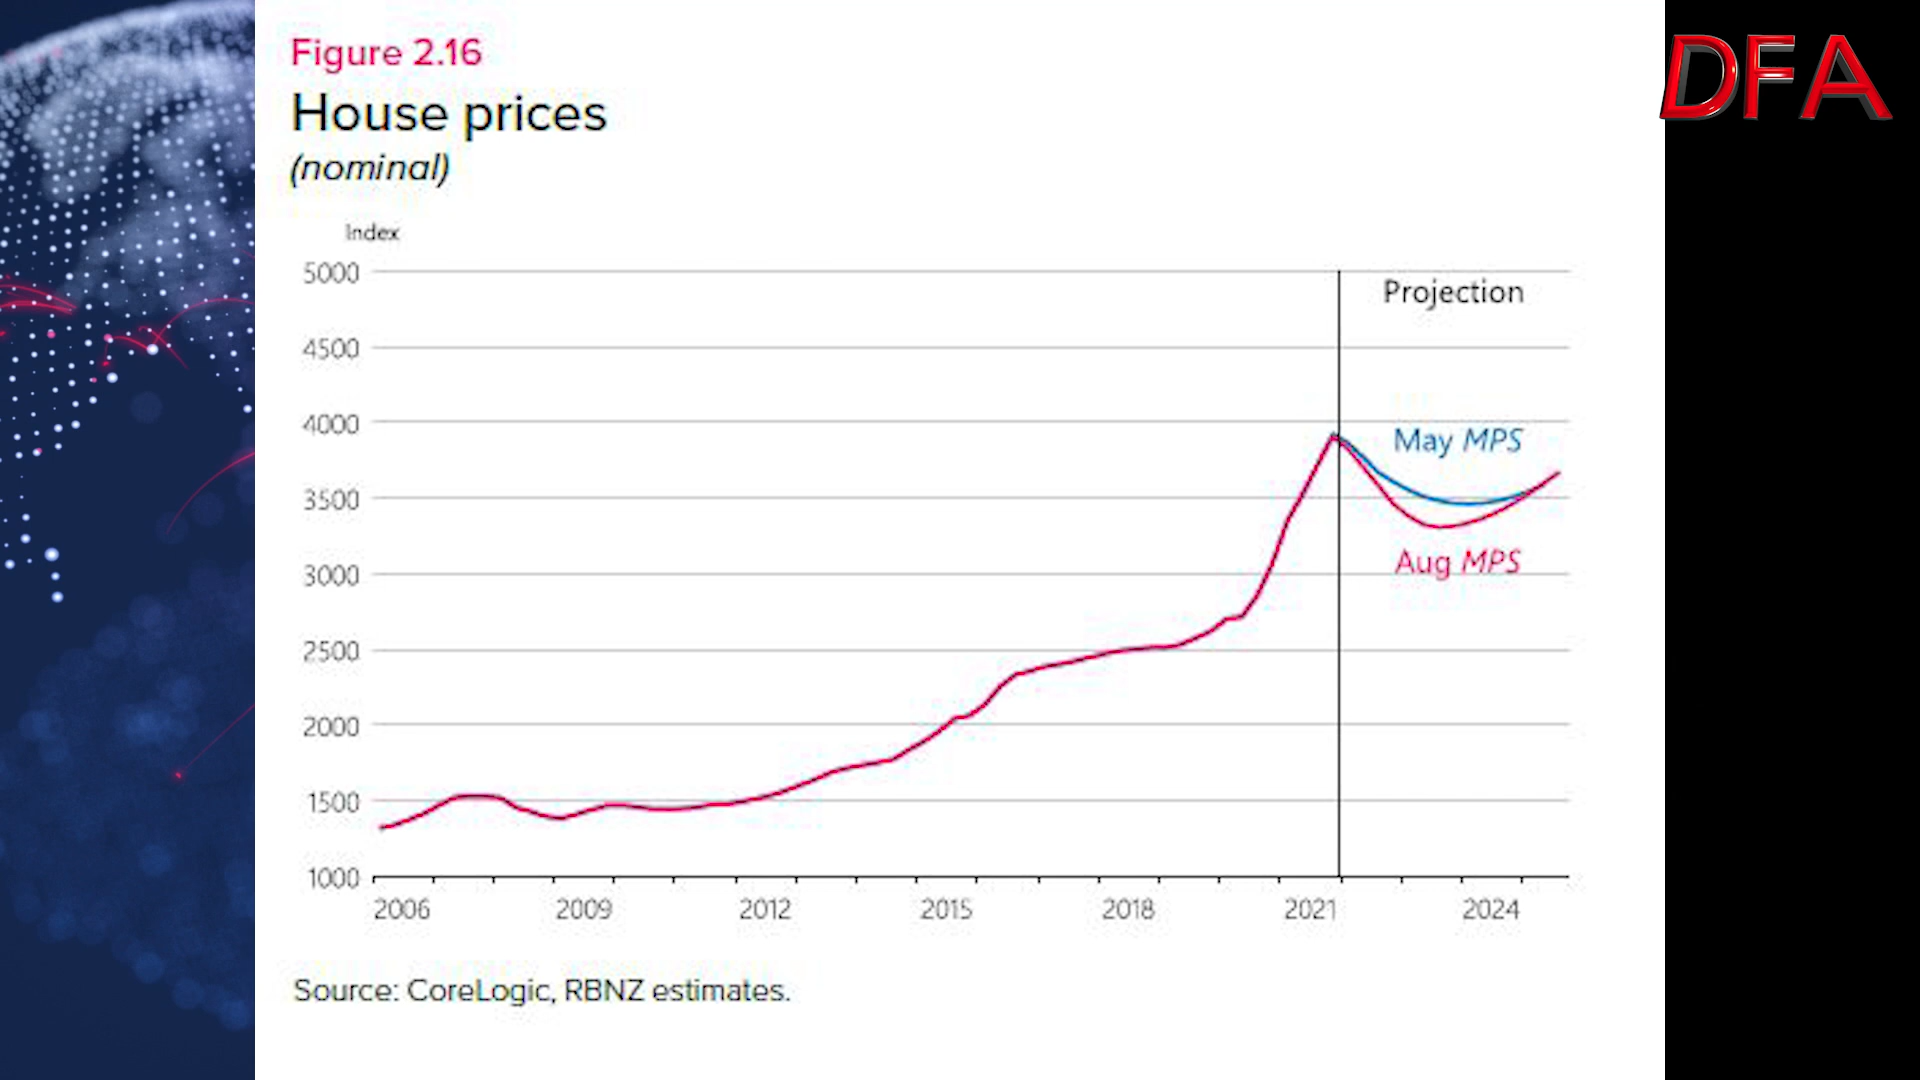 Figure 2.16
DFA
House prices
(nominal)
Index
5000
Projection
4500
4000
May MPS
3500
Aug MPS
3000
2500
2000
1500
1000
2006 2009 2012 2015 2018 2021 2024
Source: CoreLogic, RBNZ estimates.